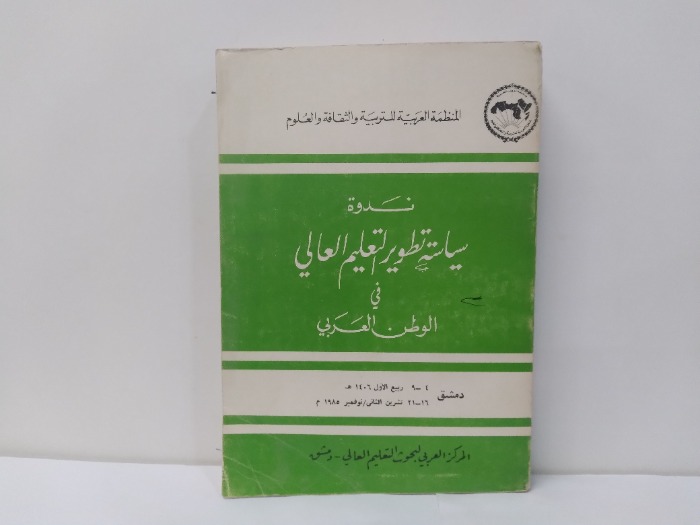 المنظمة العربية للتربية والثقافة والعلوم
ندوة
سياسة تطوير التعليم العالي
في
الوطن العربي
دمشق
٤ – ٩ ربيع الاول ١٤٠٦ هـ
١٦–٢١ تشرين الثاني/نوفمبر ١٩٨٥ م
المركز العربي لبحوث التعليم العالي – دمشق